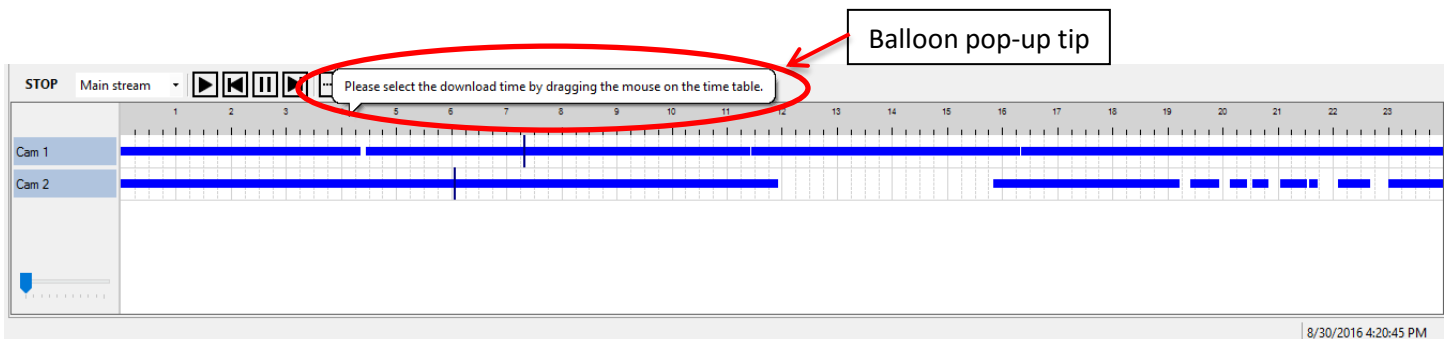 Balloon pop-up tip
STOP Main stream
Please select the download time by dragging the mouse on the time table.
1 2 3 5 6 7 8 9 10 11 12 13 14 15 16 17 18 19 20 21 22 23
Cam 1
Cam 2
8/30/2016 4:20:45 PM